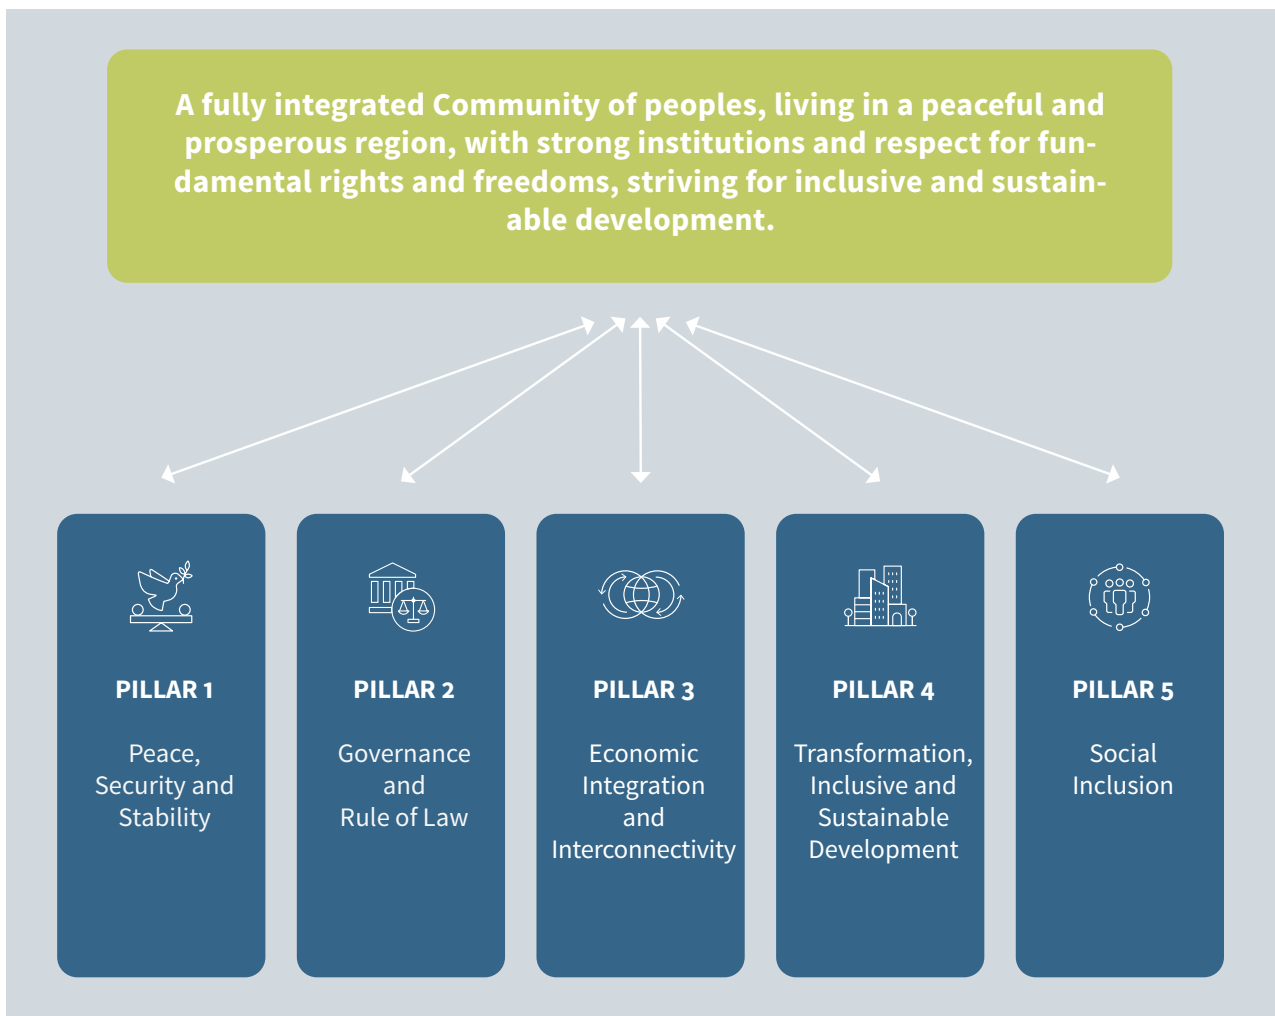 A fully integrated Community of peoples, living in a peaceful and
prosperous region, with strong institutions and respect for fun-
damental rights and freedoms, striving for inclusive and sustain-
able development.
PILLAR 1
Peace,
Security and
Stability
PILLAR 2
Governance
and
Rule of Law
PILLAR 3
Economic
Integration
and
Interconnectivity
PILLAR 4
Transformation,
Inclusive and
Sustainable
Development
PILLAR 5
Social
Inclusion